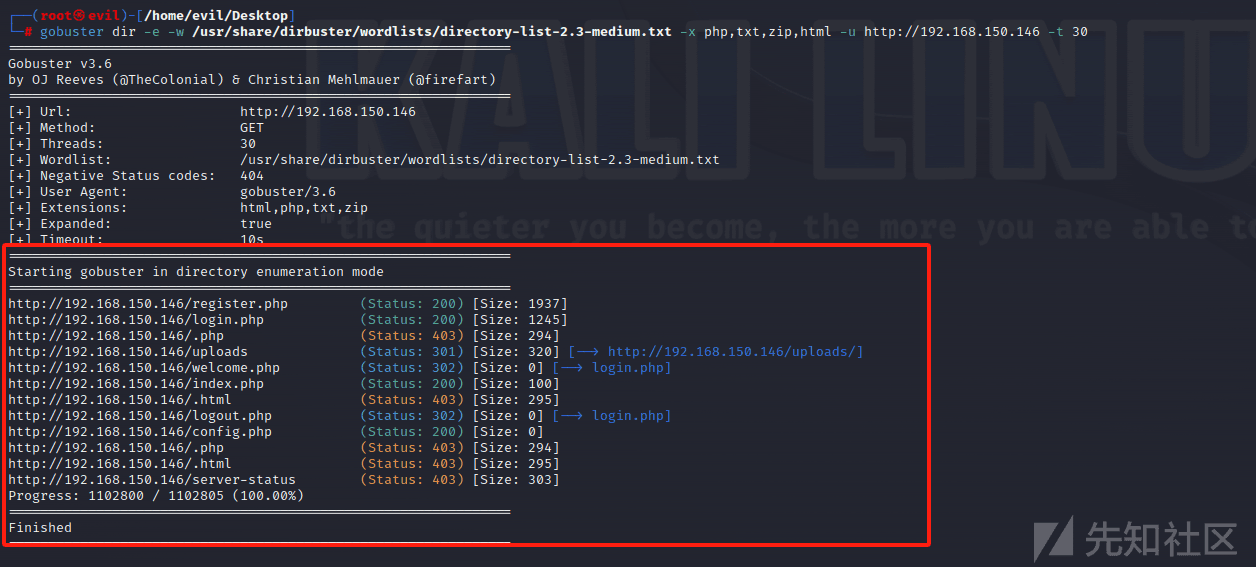 ┌──(root㉿evil)-[/home/evil/Desktop]
└─# gobuster dir -e -w /usr/share/dirbuster/wordlists/directory-list-2.3-medium.txt -x php,txt,zip,html -u http://192.168.150.146 -t 30
===============================================================
Gobuster v3.6
by OJ Reeves (@TheColonial) & Christian Mehlmauer (@firefart)
===============================================================
[+] Url:                     http://192.168.150.146
[+] Method:                  GET
[+] Threads:                 30
[+] Wordlist:                /usr/share/dirbuster/wordlists/directory-list-2.3-medium.txt
[+] Negative Status codes:   404
[+] User Agent:              gobuster/3.6
[+] Extensions:              html,php,txt,zip
[+] Expanded:                true
[+] Timeout:                 10s
===============================================================
Starting gobuster in directory enumeration mode
===============================================================
http://192.168.150.146/register.php         (Status: 200) [Size: 1937]
http://192.168.150.146/login.php            (Status: 200) [Size: 1245]
http://192.168.150.146/.php                 (Status: 403) [Size: 294]
http://192.168.150.146/uploads              (Status: 301) [Size: 320] [--> http://192.168.150.146/uploads/]
http://192.168.150.146/welcome.php          (Status: 302) [Size: 0] [--> login.php]
http://192.168.150.146/index.php            (Status: 200) [Size: 100]
http://192.168.150.146/.html                (Status: 403) [Size: 295]
http://192.168.150.146/logout.php           (Status: 302) [Size: 0] [--> login.php]
http://192.168.150.146/config.php           (Status: 200) [Size: 0]
http://192.168.150.146/.php                 (Status: 403) [Size: 294]
http://192.168.150.146/.html                (Status: 403) [Size: 295]
http://192.168.150.146/server-status        (Status: 403) [Size: 303]
Progress: 1102800 / 1102805 (100.00%)
===============================================================
Finished
===============================================================
KALI LINU
"the quieter you become, the more you are able to
先知社区